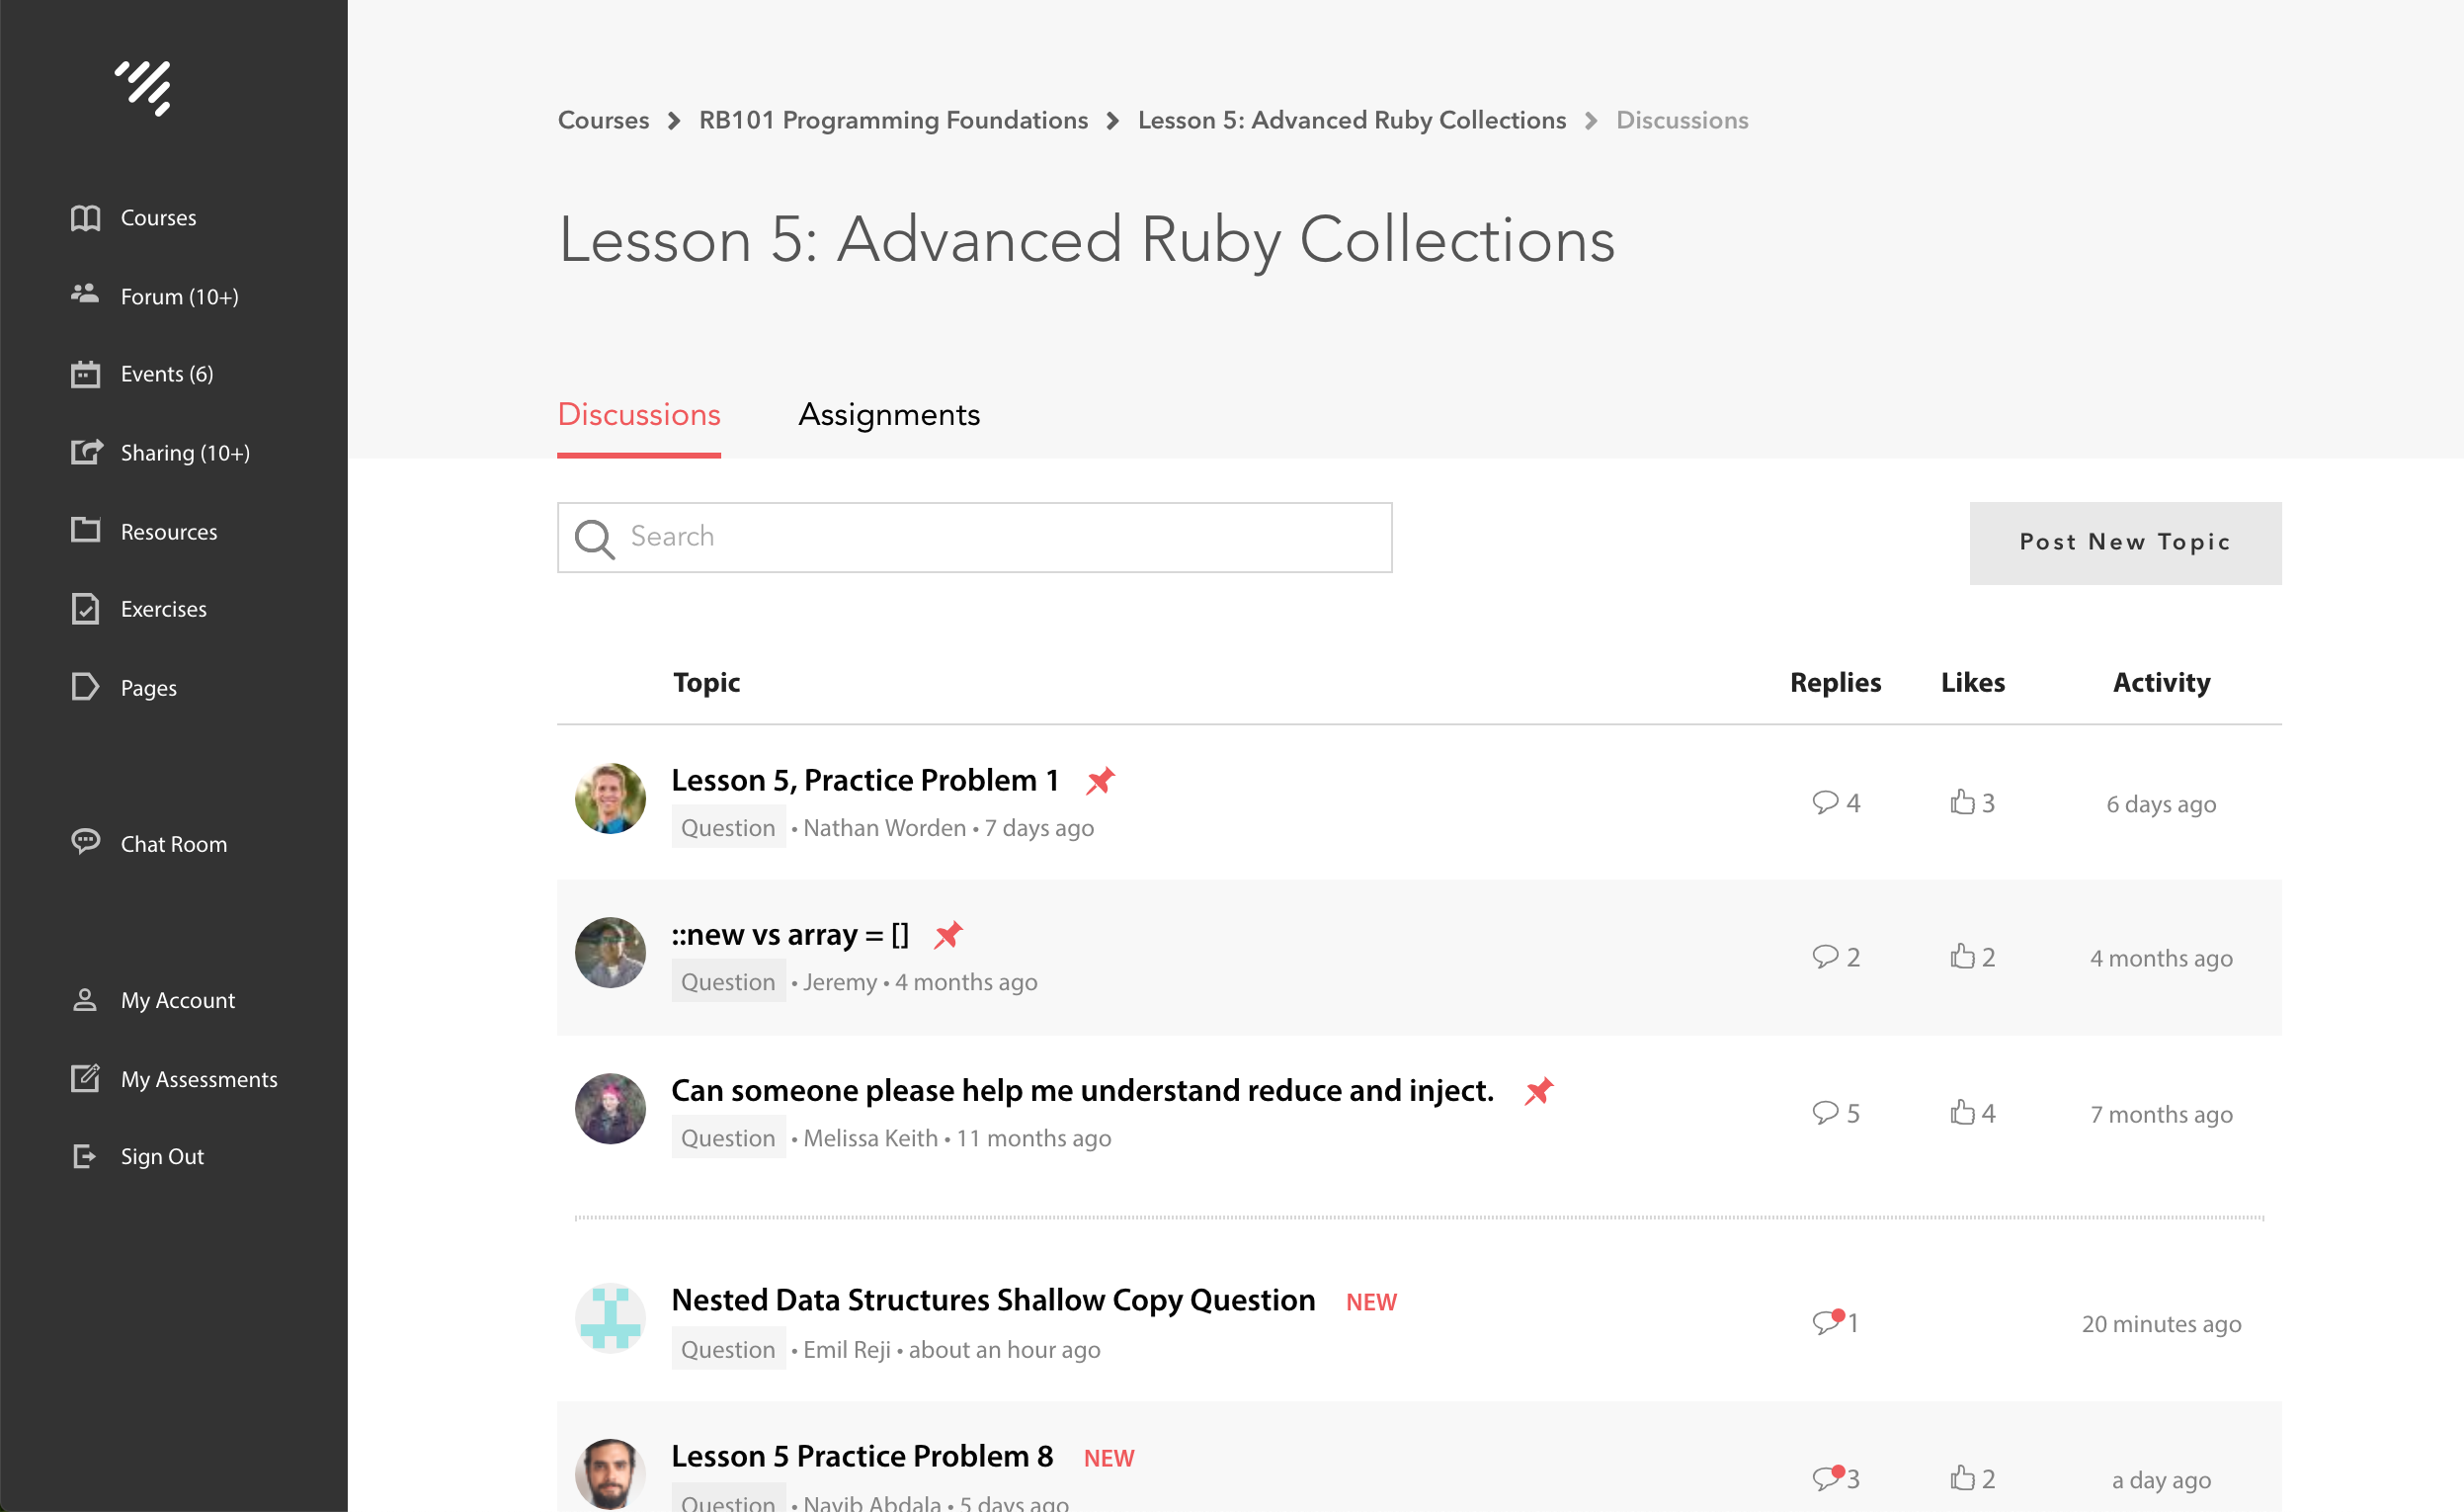 Courses > RB101 Programming Foundations > Lesson 5: Advanced Ruby Collections > Discussions
Lesson 5: Advanced Ruby Collections
Courses
Forum (10+)
Events (6)
Sharing (10+)
Resources
Exercises
Pages
Chat Room
My Account
My Assessments
Sign Out
Discussions Assignments
Search
Post New Topic
Topic Replies Likes Activity
Lesson 5, Practice Problem 1
4 3 6 days ago
Question • Nathan Worden • 7 days ago
::new vs array = []
2 2 4 months ago
Question • Jeremy • 4 months ago
Can someone please help me understand reduce and inject.
5 4 7 months ago
Question • Melissa Keith • 11 months ago
Nested Data Structures Shallow Copy Question NEW
1 20 minutes ago
Question • Emil Reji • about an hour ago
Lesson 5 Practice Problem 8 NEW
3 2 a day ago
Question • Nayib Abdala • 5 days ago